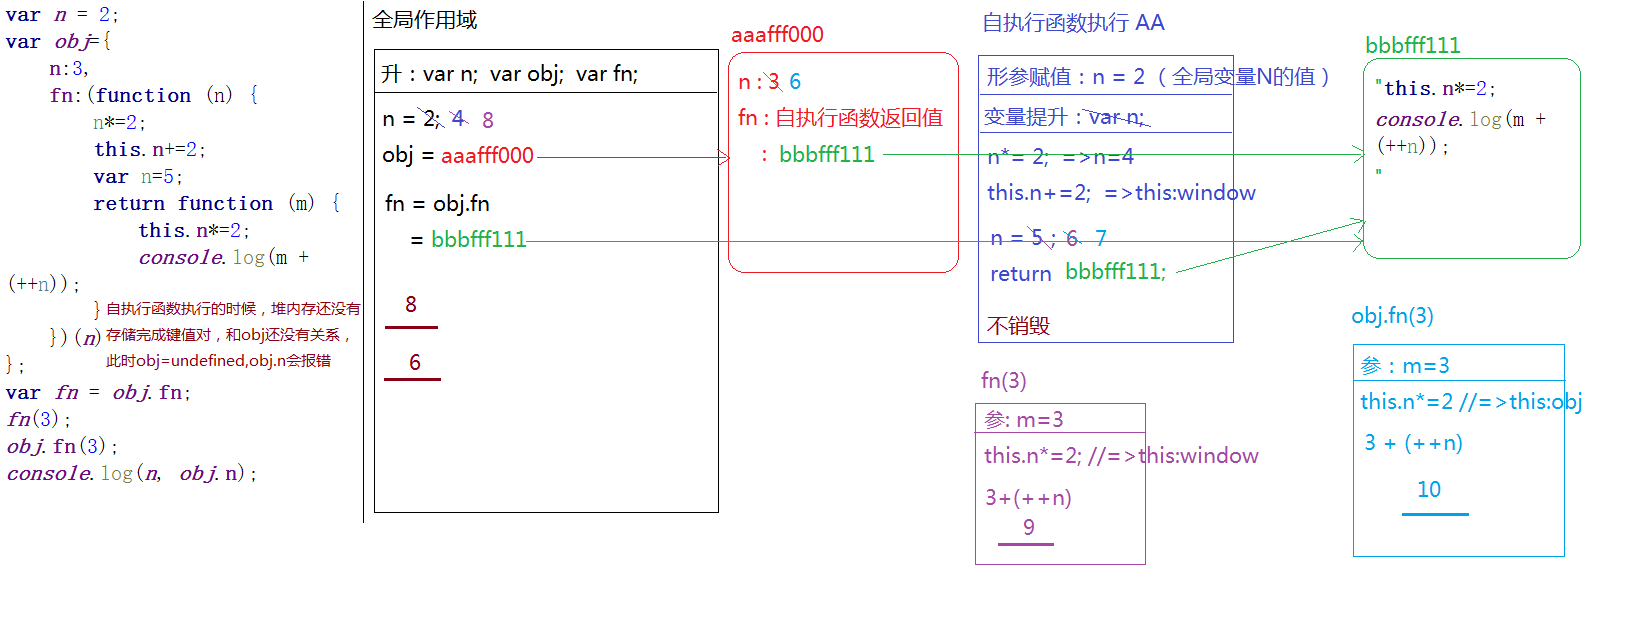 var n = 2;
var obj={
n:3,
fn:(function (n) {
n*=2;
this.n+=2;
var n=5;
return function (m) {
this.n*=2;
console.log(m +
(++n));
}
})(n)
};
var fn = obj.fn;
fn(3);
obj.fn(3);
console.log(n, obj.n);
自执行函数执行的时候，堆内存还没有
存储完成键值对，和obj还没有关系，
此时obj=undefined,obj.n会报错
全局作用域
升：var n;  var obj;  var fn;
n = 2; 4 8
obj = aaafff000
fn = obj.fn
= bbbfff111
8
6
aaafff000
n : 3 6
fn : 自执行函数返回值
: bbbfff111
自执行函数执行 AA
形参赋值：n = 2（ 全局变量N的值 ）
变量提升：var n;
n*= 2;  =>n=4
this.n+=2;  =>this:window
n = 5 ; 6 7
return  bbbfff111;
不销毁
fn(3)
参: m=3
this.n*=2; //=>this:window
3+(++n)
9
bbbfff111
"this.n*=2;
console.log(m +
(++n));
"
obj.fn(3)
参：m=3
this.n*=2 //=>this:obj
3 + (++n)
10